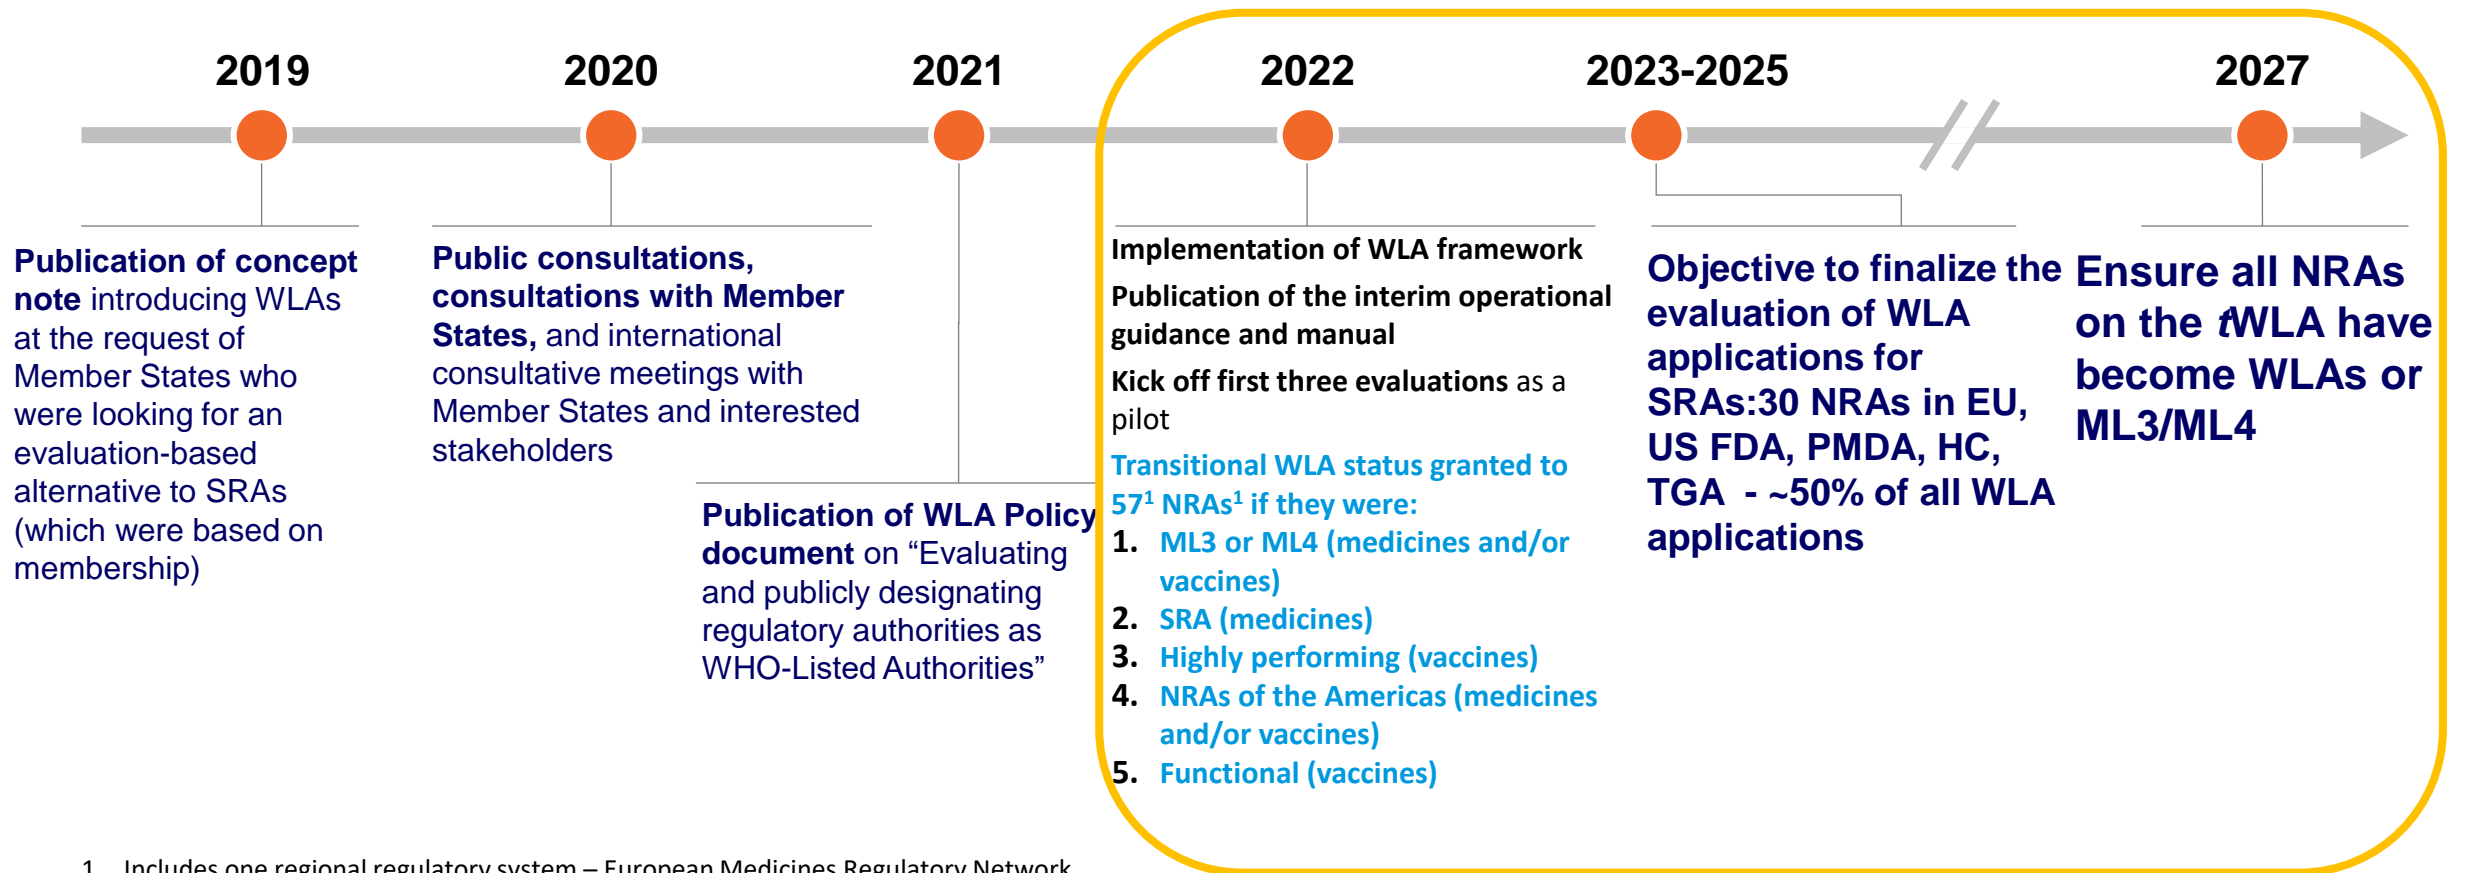 2019
Publication of concept
note introducing WLAs
at the request of
Member States who
were looking for an
evaluation-based
alternative to SRAs
(which were based on
membership)
2020
Public consultations,
consultations with Member
States, and international
consultative meetings with
Member States and interested
stakeholders
2021
Publication of WLA Policy
document on “Evaluating
and publicly designating
regulatory authorities as
WHO-Listed Authorities”
2022
Implementation of WLA framework
Publication of the interim operational
guidance and manual
Kick off first three evaluations as a
pilot
Transitional WLA status granted to
57¹ NRAs¹ if they were:
1. ML3 or ML4 (medicines and/or
vaccines)
2. SRA (medicines)
3. Highly performing (vaccines)
4. NRAs of the Americas (medicines
and/or vaccines)
5. Functional (vaccines)
2023-2025
Objective to finalize the
evaluation of WLA
applications for
SRAs:30 NRAs in EU,
US FDA, PMDA, HC,
TGA - ~50% of all WLA
applications
2027
Ensure all NRAs
on the tWLA have
become WLAs or
ML3/ML4
1. Includes one regional regulatory system – European Medicines Regulatory Network